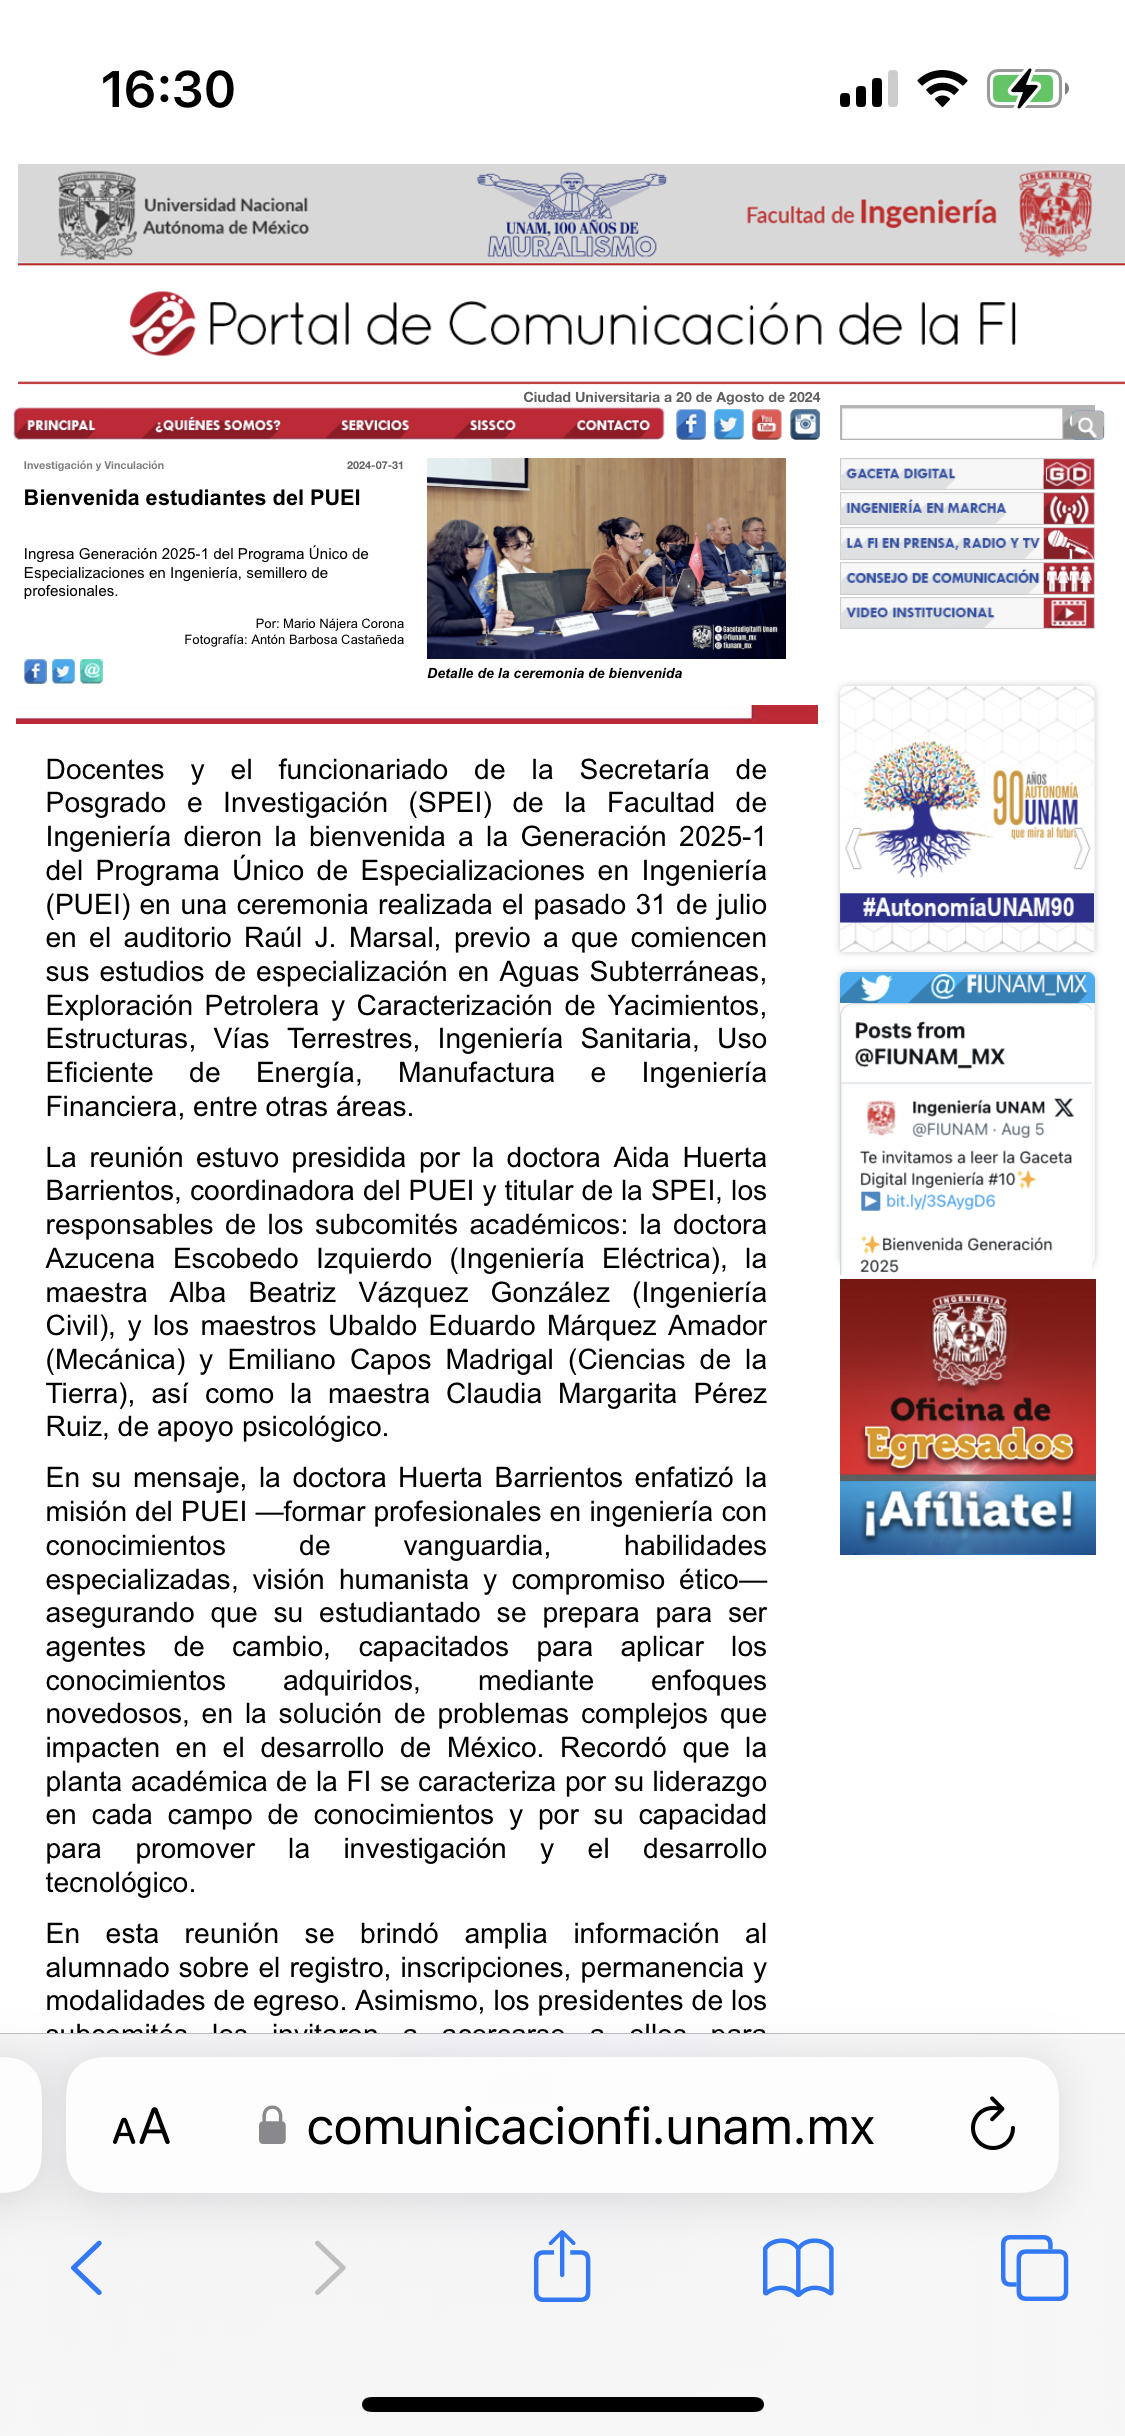 16:30
Universidad Nacional
Autónoma de México
UNAM, 100 AÑOS DE
MURALISMO
Facultad de Ingeniería
INGENIERIA
Portal de Comunicación de la FI
Ciudad Universitaria a 20 de Agosto de 2024
PRINCIPAL
¿QUIÉNES SOMOS?
SERVICIOS
SISSCO
CONTACTO
Investigación y Vinculación
2024-07-31
Bienvenida estudiantes del PUEI
Ingresa Generación 2025-1 del Programa Único de
Especializaciones en Ingeniería, semillero de
profesionales.
Por: Mario Nájera Corona
Fotografía: Antón Barbosa Castañeda
Gacetadigitalfi Unam
@fiunam_mx
fiunam_mx
Detalle de la ceremonia de bienvenida
GACETA DIGITAL
INGENIERÍA EN MARCHA
LA FI EN PRENSA, RADIO Y TV
CONSEJO DE COMUNICACIÓN
VIDEO INSTITUCIONAL
Docentes y el funcionariado de la Secretaría de
Posgrado e Investigación (SPEI) de la Facultad de
Ingeniería dieron la bienvenida a la Generación 2025-1
del Programa Único de Especializaciones en Ingeniería
(PUEI) en una ceremonia realizada el pasado 31 de julio
en el auditorio Raúl J. Marsal, previo a que comiencen
sus estudios de especialización en Aguas Subterráneas,
Exploración Petrolera y Caracterización de Yacimientos,
Estructuras, Vías Terrestres, Ingeniería Sanitaria, Uso
Eficiente de Energía, Manufactura e Ingeniería
Financiera, entre otras áreas.
La reunión estuvo presidida por la doctora Aida Huerta
Barrientos, coordinadora del PUEI y titular de la SPEI, los
responsables de los subcomités académicos: la doctora
Azucena Escobedo Izquierdo (Ingeniería Eléctrica), la
maestra Alba Beatriz Vázquez González (Ingeniería
Civil), y los maestros Ubaldo Eduardo Márquez Amador
(Mecánica) y Emiliano Capos Madrigal (Ciencias de la
Tierra), así como la maestra Claudia Margarita Pérez
Ruiz, de apoyo psicológico.
En su mensaje, la doctora Huerta Barrientos enfatizó la
misión del PUEI —formar profesionales en ingeniería con
conocimientos de vanguardia, habilidades
especializadas, visión humanista y compromiso ético—
asegurando que su estudiantado se prepara para ser
agentes de cambio, capacitados para aplicar los
conocimientos adquiridos, mediante enfoques
novedosos, en la solución de problemas complejos que
impacten en el desarrollo de México. Recordó que la
planta académica de la FI se caracteriza por su liderazgo
en cada campo de conocimientos y por su capacidad
para promover la investigación y el desarrollo
tecnológico.
En esta reunión se brindó amplia información al
alumnado sobre el registro, inscripciones, permanencia y
modalidades de egreso. Asimismo, los presidentes de los
subcomités los invitaron a acercarse a ellos para
90 AÑOS
AUTONOMÍA
UNAM
que mira al futuro
#AutonomíaUNAM90
@ FIUNAM_MX
Posts from
@FIUNAM_MX
Ingeniería UNAM
@FIUNAM · Aug 5
Te invitamos a leer la Gaceta
Digital Ingeniería #10✨
▶ bit.ly/3SAygD6
✨Bienvenida Generación
2025
INGENIERIA
Oficina de
Egresados
¡Afíliate!
AA comunicacionfi.unam.mx